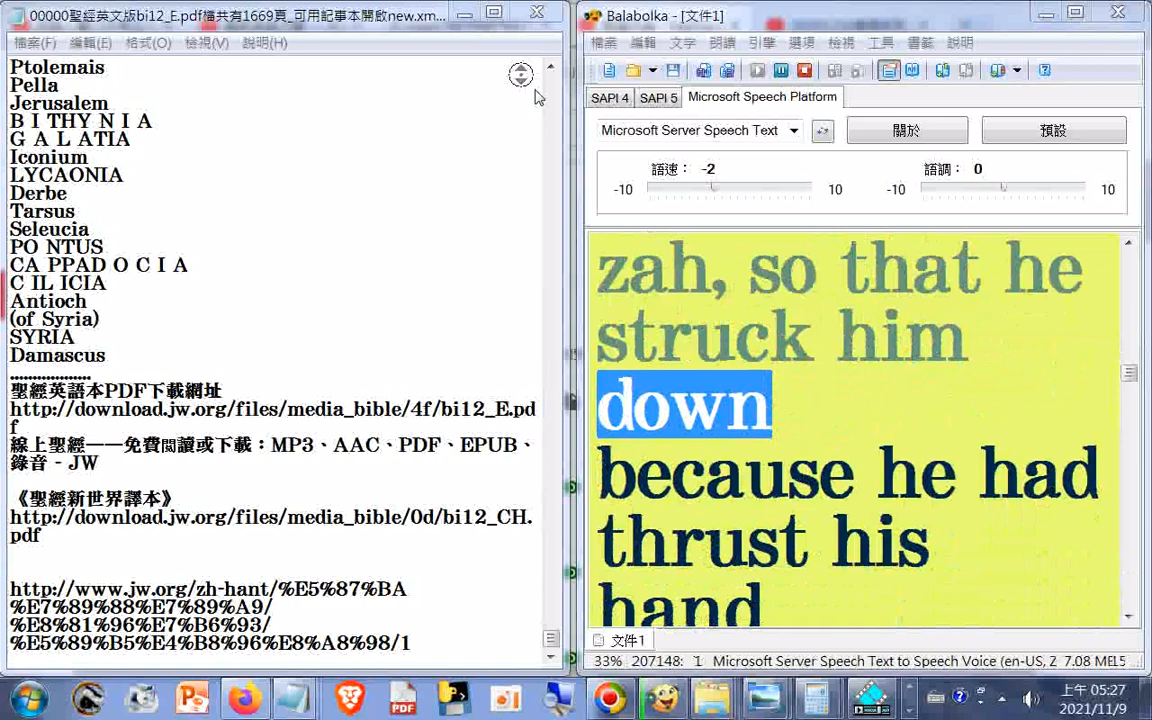 00000聖經英文版bi12_E.pdf檔共有1669頁_可用記事本開啟new.xm...
檔案(F) 編輯(E) 格式(O) 檢視(V) 說明(H)
Ptolemais
Pella
Jerusalem
B I THY N I A
G A L ATIA
Iconium
LYCAONIA
Derbe
Tarsus
Seleucia
PO NTUS
CA PPAD O C I A
C IL ICIA
Antioch
(of Syria)
SYRIA
Damascus
..................
聖經英語本PDF下載網址
http://download.jw.org/files/media_bible/4f/bi12_E.pd
f
線上聖經——免費閱讀或下載：MP3、AAC、PDF、EPUB、
錄音 - JW
《聖經新世界譯本》
http://download.jw.org/files/media_bible/0d/bi12_CH.
pdf
http://www.jw.org/zh-hant/%E5%87%BA
%E7%89%88%E7%89%A9/
%E8%81%96%E7%B6%93/
%E5%89%B5%E4%B8%96%E8%A8%98/1
Balabolka - [文件1]
檔案 編輯 文字 朗讀 引擎 選項 檢視 工具 書籤 說明
SAPI 4 SAPI 5 Microsoft Speech Platform
Microsoft Server Speech Text 關於 預設
語速： -2 語調： 0
-10 10 -10 10
zah, so that he
struck him
down
because he had
thrust his
hand
文件1
33% 207148: 1 Microsoft Server Speech Text to Speech Voice (en-US, Z 7.08 МЕ15
PDF
上午 05:27
2021/11/9